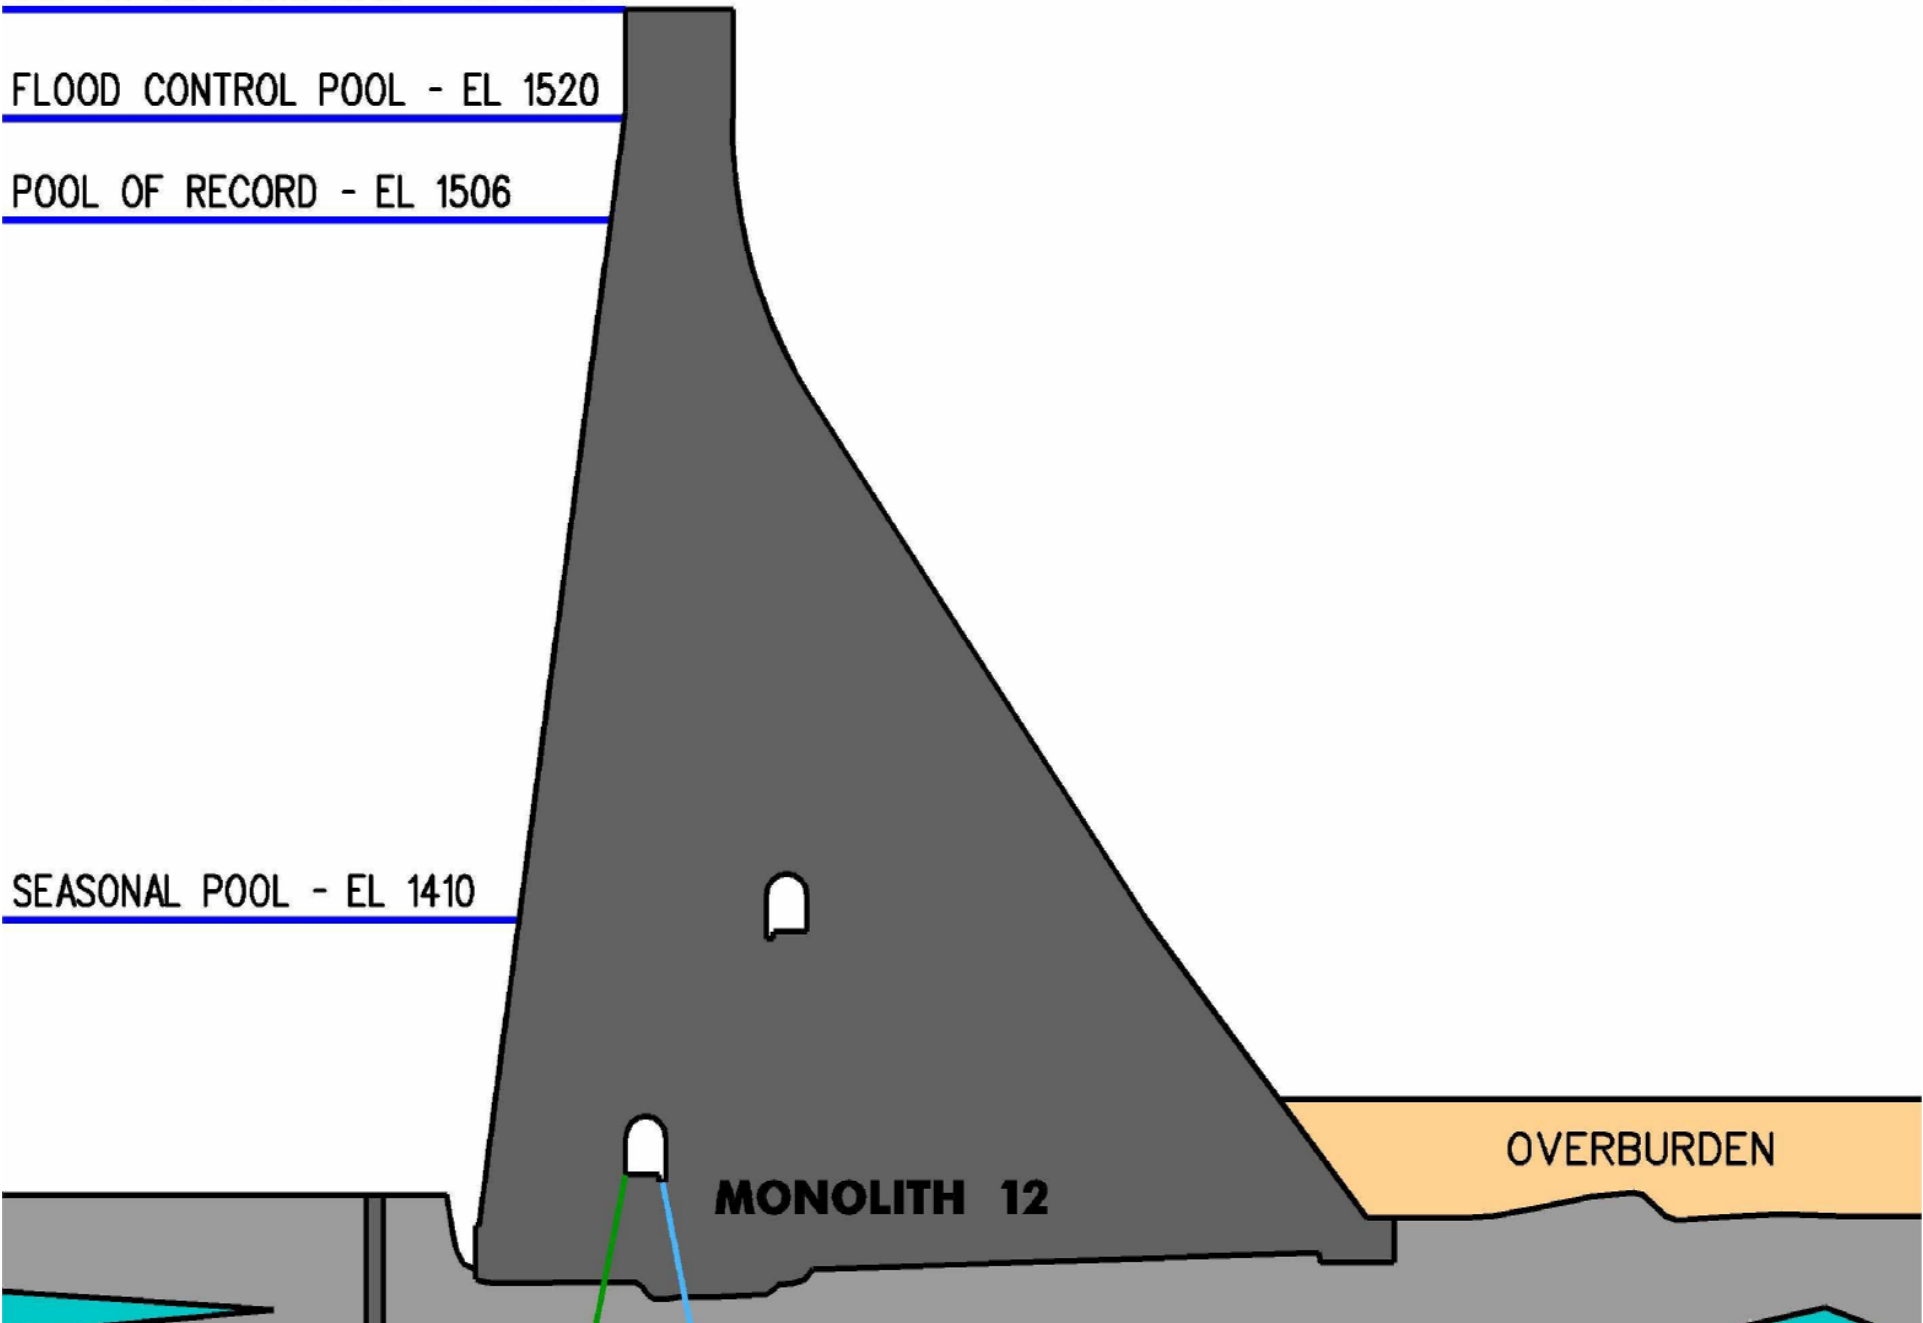 FLOOD CONTROL POOL - EL 1520
POOL OF RECORD - EL 1506
SEASONAL POOL - EL 1410
OVERBURDEN
MONOLITH 12